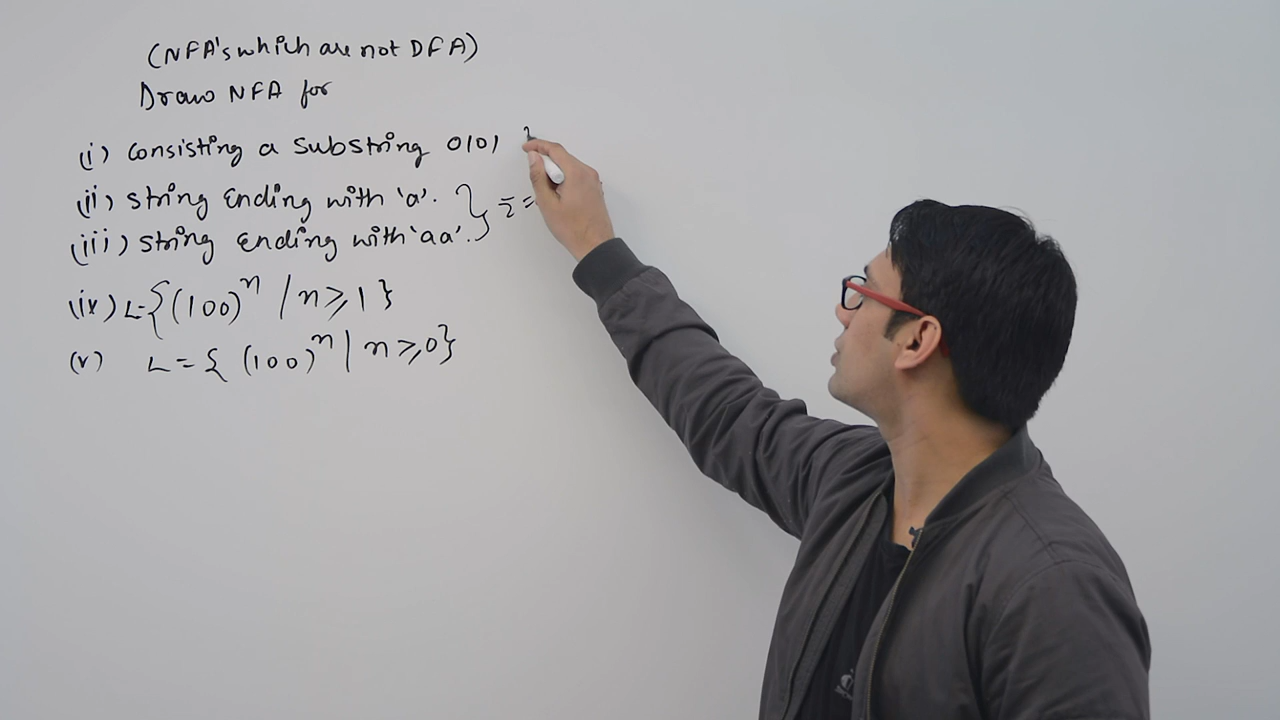 (NFA's which are not DFA)
Draw NFA for
(i) Consisting a substring 0101
(ii) string Ending with 'a'.
(iii) string Ending with 'aa'. } Σ =
(iv) L={(100)^n / n≥1}
(v) L={(100)^n | n≥0}